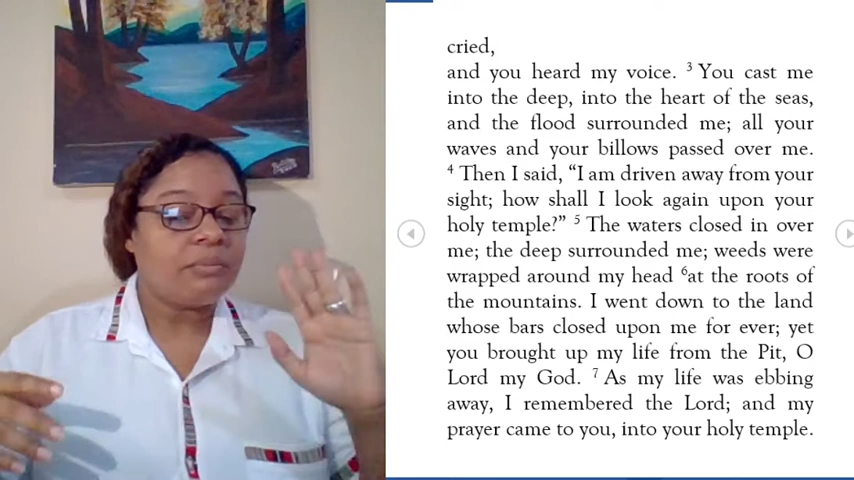 cried,
and you heard my voice. ³ You cast me
into the deep, into the heart of the seas,
and the flood surrounded me; all your
waves and your billows passed over me.
⁴ Then I said, “I am driven away from your
sight; how shall I look again upon your
holy temple?” ⁵ The waters closed in over
me; the deep surrounded me; weeds were
wrapped around my head ⁶at the roots of
the mountains. I went down to the land
whose bars closed upon me for ever; yet
you brought up my life from the Pit, O
Lord my God. ⁷ As my life was ebbing
away, I remembered the Lord; and my
prayer came to you, into your holy temple.